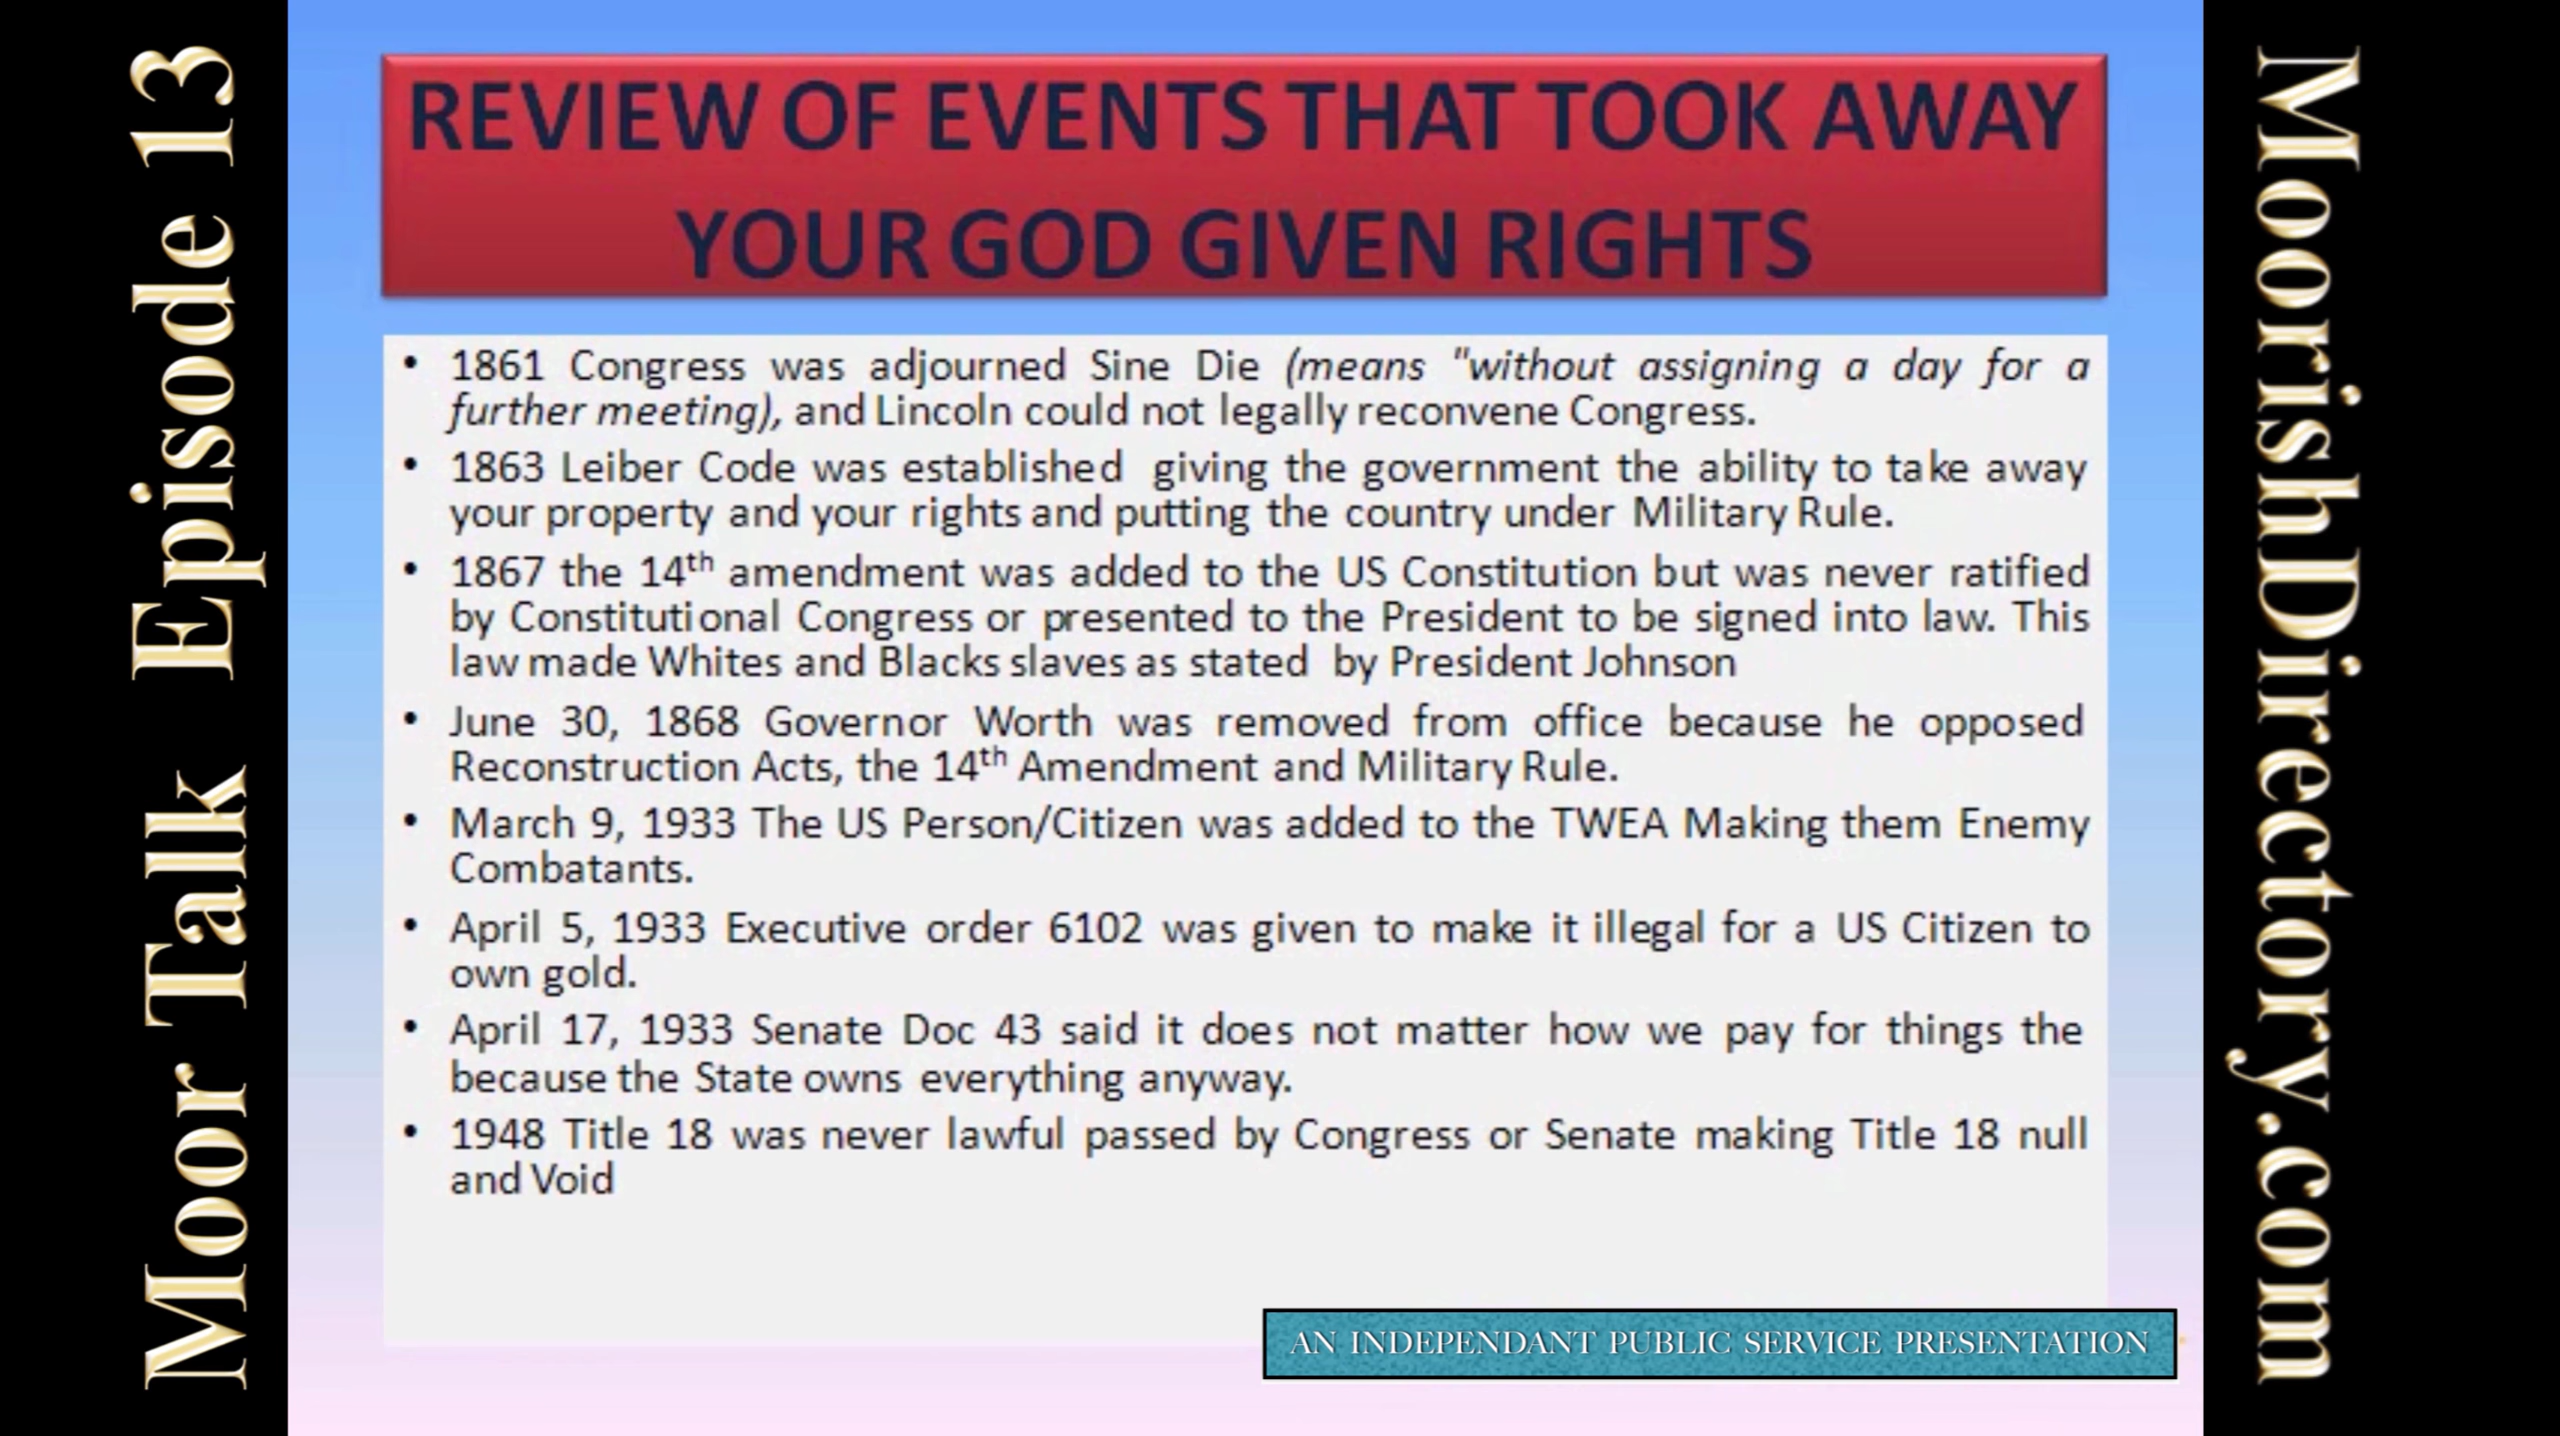 Moor Talk Episode 13
REVIEW OF EVENTS THAT TOOK AWAY
YOUR GOD GIVEN RIGHTS
• 1861 Congress was adjourned Sine Die (means "without assigning a day for a
further meeting), and Lincoln could not legally reconvene Congress.
• 1863 Leiber Code was established giving the government the ability to take away
your property and your rights and putting the country under Military Rule.
• 1867 the 14th amendment was added to the US Constitution but was never ratified
by Constitutional Congress or presented to the President to be signed into law. This
law made Whites and Blacks slaves as stated by President Johnson
• June 30, 1868 Governor Worth was removed from office because he opposed
Reconstruction Acts, the 14th Amendment and Military Rule.
• March 9, 1933 The US Person/Citizen was added to the TWEA Making them Enemy
Combatants.
• April 5, 1933 Executive order 6102 was given to make it illegal for a US Citizen to
own gold.
• April 17, 1933 Senate Doc 43 said it does not matter how we pay for things the
because the State owns everything anyway.
• 1948 Title 18 was never lawful passed by Congress or Senate making Title 18 null
and Void
AN INDEPENDANT PUBLIC SERVICE PRESENTATION
MoorishDirectory.com